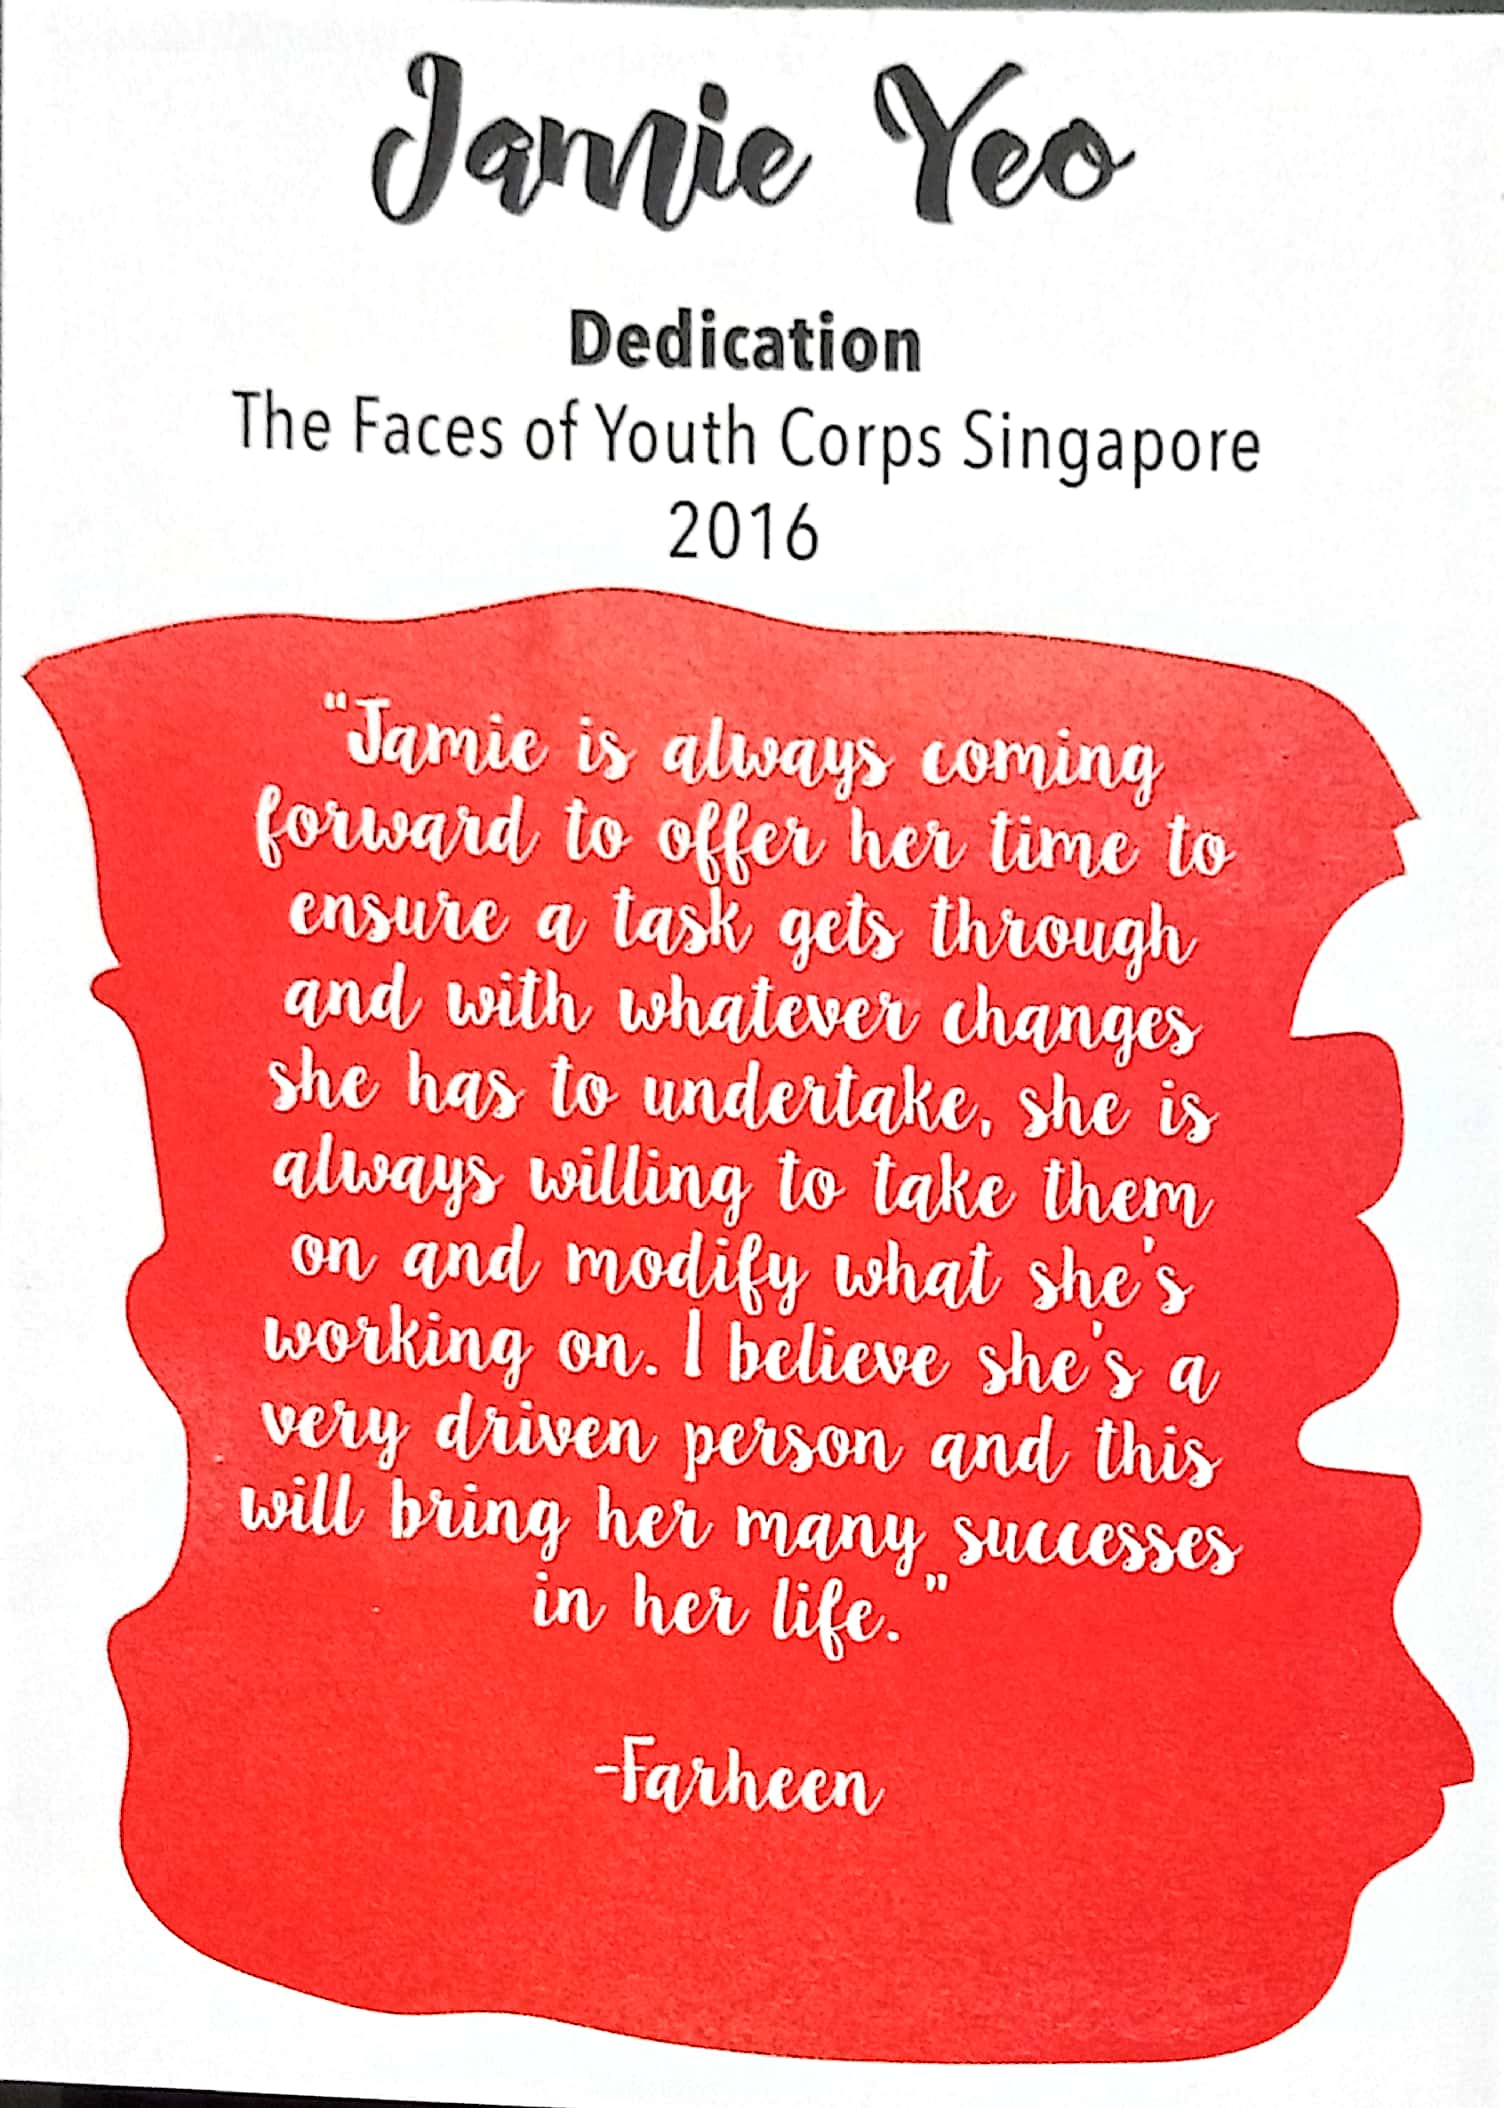 Jamie Yeo
Dedication
The Faces of Youth Corps Singapore
2016
"Jamie is always coming
forward to offer her time to
ensure a task gets through
and with whatever changes
she has to undertake, she is
always willing to take them
on and modify what she's
working on. I believe she's a
very driven person and this
will bring her many successes
in her life."
-Farheen